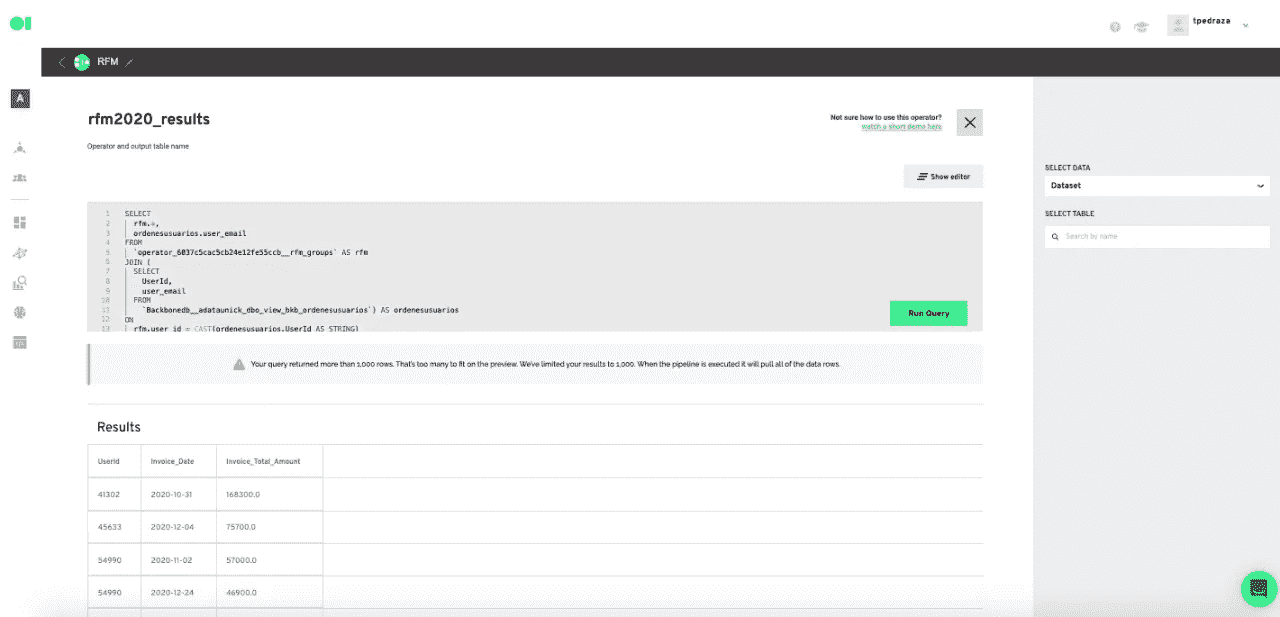 tpedraza
RFM
A
rfm2020_results
Operator and output table name
Not sure how to use this operator?
watch a short demo here
Show editor
1 SELECT
2 rfm.*,
3 ordenesusuarios.user_email
4 FROM
5 `operator_6037c5cac5cb24e12fe55ccb__rfm_groups` AS rfm
6 JOIN (
7 SELECT
8 UserId,
9 user_email
10 FROM
11 `Backbonedb__adataunick_dbo_view_bkb_ordenesusuarios`) AS ordenesusuarios
12 ON
13 rfm.user_id = CAST(ordenesusuarios.UserId AS STRING)
Run Query
Your query returned more than 1,000 rows. That's too many to fit on the preview. We've limited your results to 1,000. When the pipeline is executed it will pull all of the data rows.
Results
UserId Invoice_Date Invoice_Total_Amount
41302 2020-10-31 168300.0
45633 2020-12-04 75700.0
54990 2020-11-02 57000.0
54990 2020-12-24 46900.0
SELECT DATA
Dataset
SELECT TABLE
Search by name